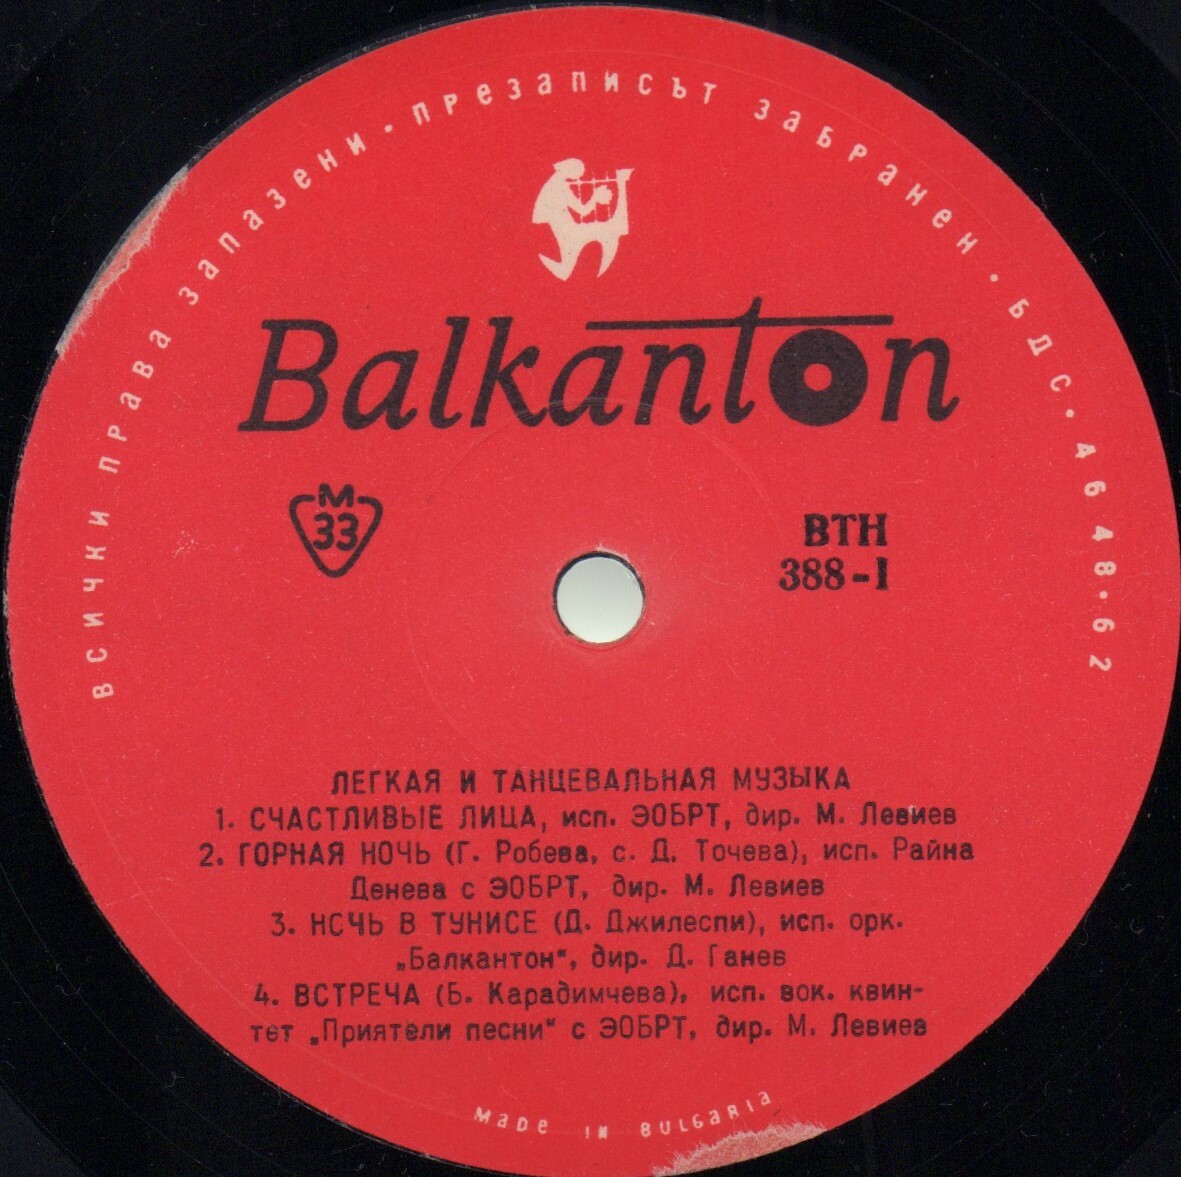 ВСИЧКИ ПРАВА ЗАПАЗЕНИ · ПРЕЗАПИСЪТ ЗАБРАНЕН · БДС · 4648 · 62
Balkanton
М
33
ВТН
388-I
ЛЕГКАЯ И ТАНЦЕВАЛЬНАЯ МУЗЫКА
1. СЧАСТЛИВЫЕ ЛИЦА, исп. ЭОБРТ, дир. М. Левиев
2. ГОРНАЯ НОЧЬ (Г. Робева, с. Д. Точева), исп. Райна
Денева с ЭОБРТ, дир. М. Левиев
3. НСЧЬ В ТУНИСЕ (Д. Джилеспи), исп. орк.
„Балкантон“, дир. Д. Ганев
4. ВСТРЕЧА (Б. Карадимчева), исп. вок. квин-
тет „Приятели песни“ с ЭОБРТ, дир. М. Левиев
MADE IN BULGARIA